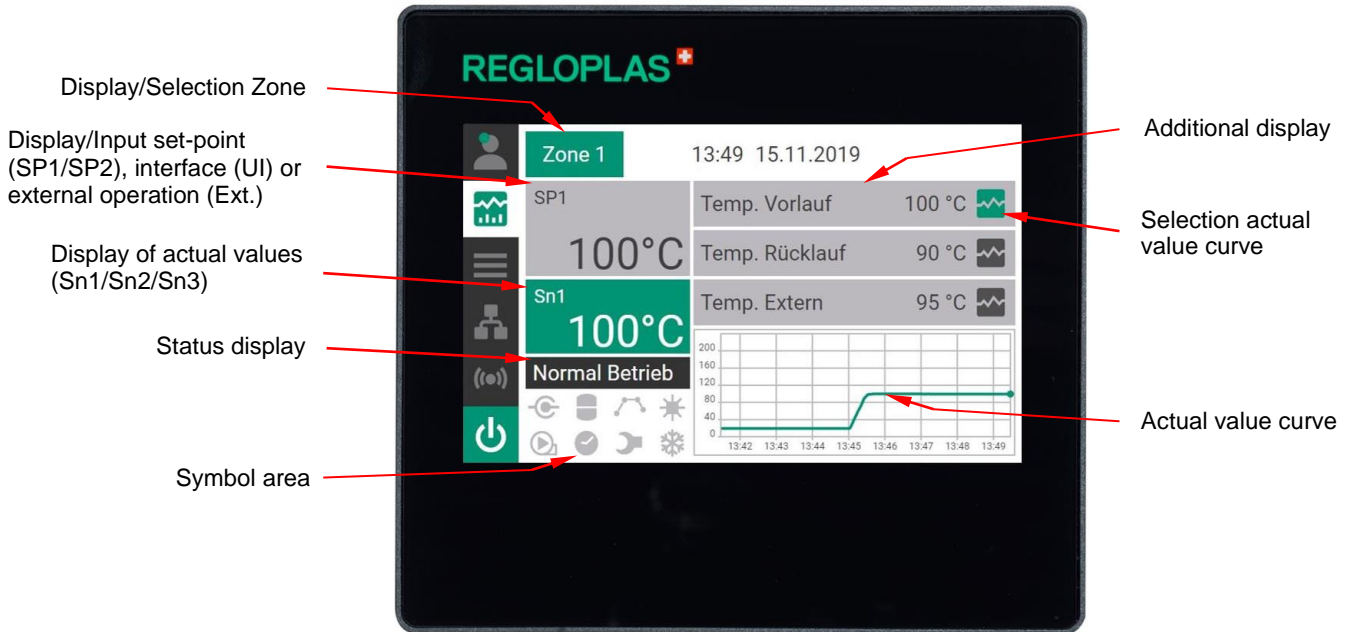 REGLOPLAS
Display/Selection Zone
Display/Input set-point
(SP1/SP2), interface (UI) or
external operation (Ext.)
Display of actual values
(Sn1/Sn2/Sn3)
Status display
Symbol area
Zone 1
13:49 15.11.2019
SP1
100°C
Sn1
100°C
Normal Betrieb
Temp. Vorlauf 100 °C
Temp. Rücklauf 90 °C
Temp. Extern 95 °C
200
160
120
80
40
0
13:42 13:43 13:44 13:45 13:46 13:47 13:48 13:49
Additional display
Selection actual
value curve
Actual value curve